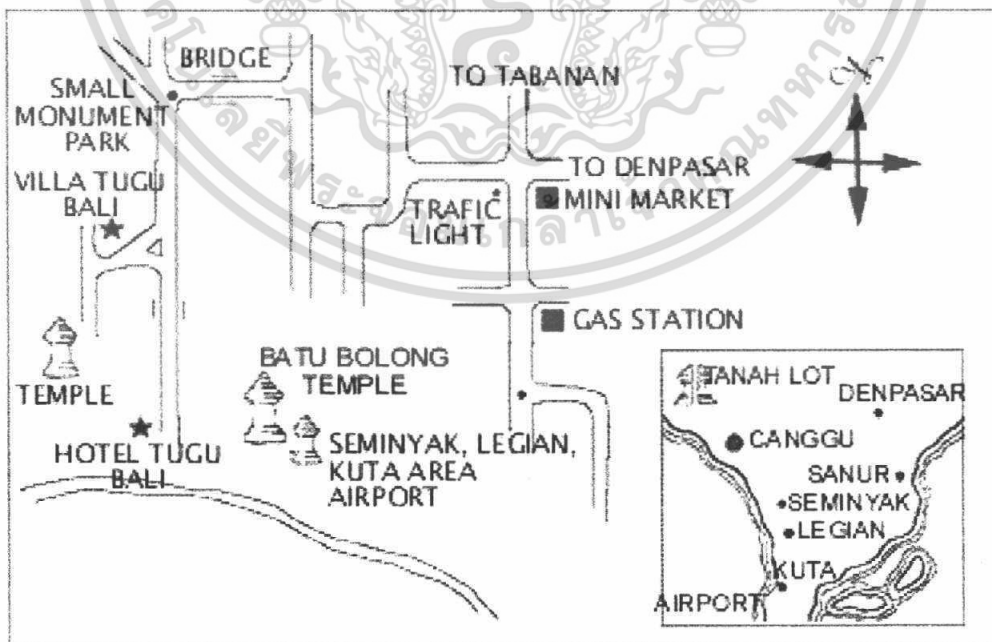 BRIDGE
SMALL
MONUMENT
PARK
VILLA TUGU
BALI
TO TABANAN
N
TO DENPASAR
MINI MARKET
TRAFIC
LIGHT
GAS STATION
TEMPLE
BATU BOLONG
TEMPLE
HOTEL TUGU
BALI
SEMINYAK, LEGIAN,
KUTA AREA
AIRPORT
TANAH LOT
DENPASAR
CANGGU
SANUR
SEMINYAK
LEGIAN
KUTA
AIRPORT